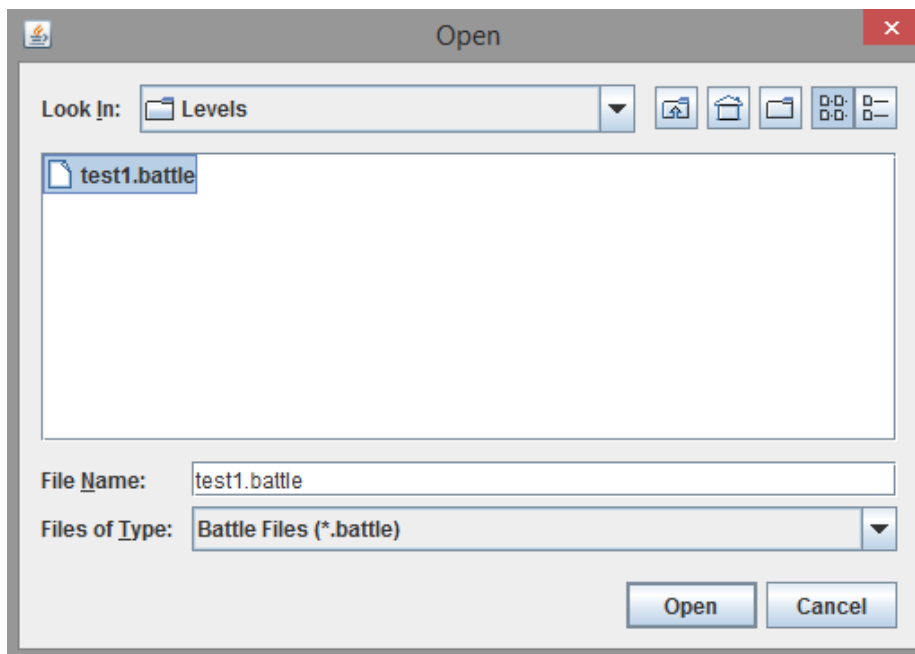 Open
Look In: Levels
test1.battle
File Name: test1.battle
Files of Type: Battle Files (*.battle)
Open Cancel